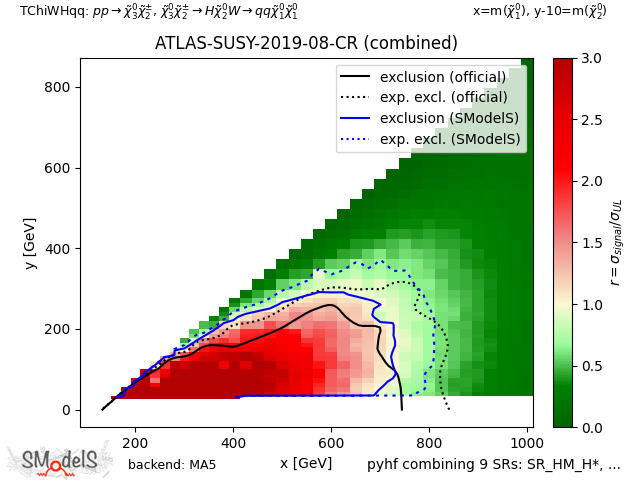 TChiWHqq: pp → χ̃₃⁰χ̃₂±, χ̃₃⁰χ̃₂± → Hχ̃₂⁰W → qqχ̃₁⁰χ̃₁⁰ x=m(χ̃₁⁰), y-10=m(χ̃₂⁰)
ATLAS-SUSY-2019-08-CR (combined)
exclusion (official)
exp. excl. (official)
exclusion (SModelS)
exp. excl. (SModelS)
y [GeV]
800
600
400
200
0
200 400 600 800 1000
x [GeV]
3.0
2.5
2.0
1.5
1.0
0.5
0.0
r = σ_signal/σ_UL
SModelS
backend: MA5
pyhf combining 9 SRs: SR_HM_H*, ...